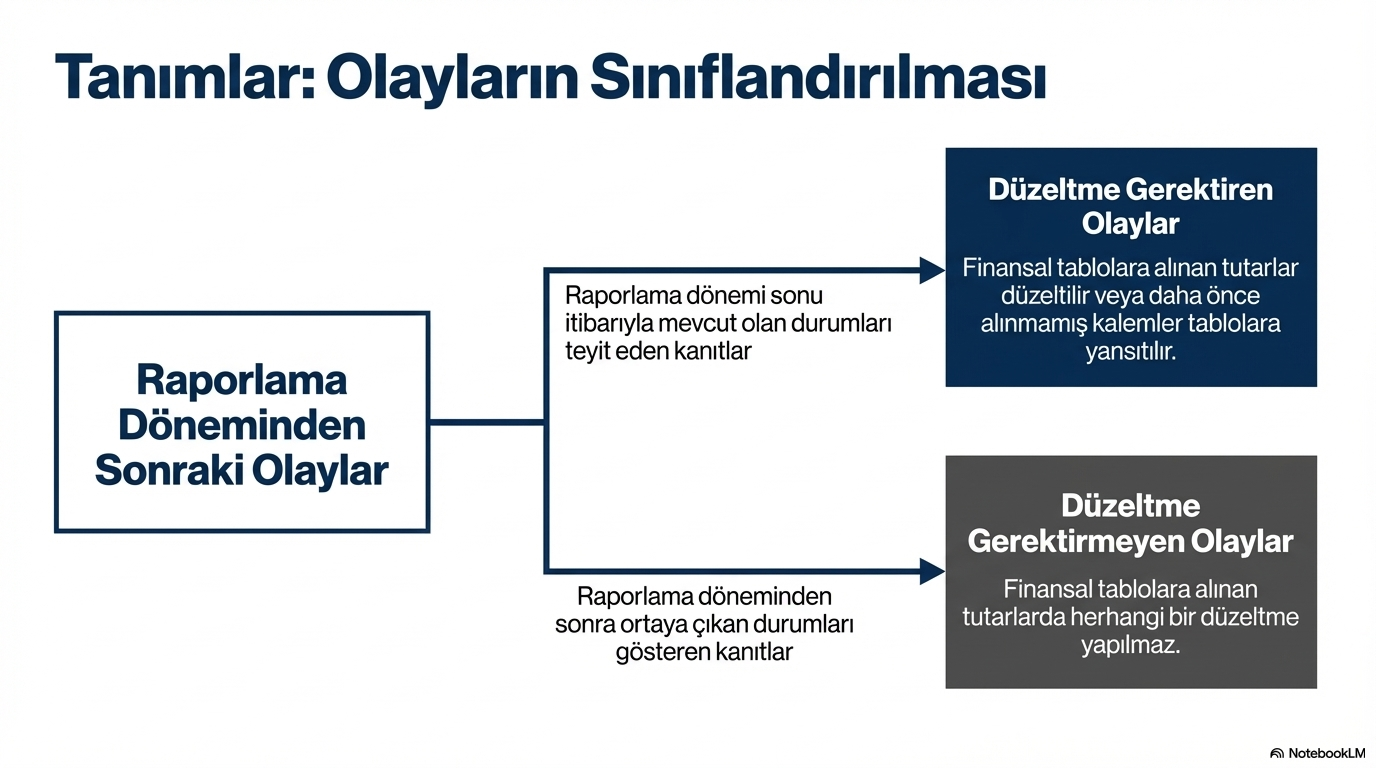 Tanımlar: Olayların Sınıflandırılması
Raporlama
Döneminden
Sonraki Olaylar
Raporlama dönemi sonu
itibarıyla mevcut olan durumları
teyit eden kanıtlar
Düzeltme Gerektiren
Olaylar
Finansal tablolara alınan tutarlar
düzeltilir veya daha önce
alınmamış kalemler tablolara
yansıtılır.
Raporlama döneminden
sonra ortaya çıkan durumları
gösteren kanıtlar
Düzeltme
Gerektirmeyen Olaylar
Finansal tablolara alınan
tutarlarda herhangi bir düzeltme
yapılmaz.
NotebookLM